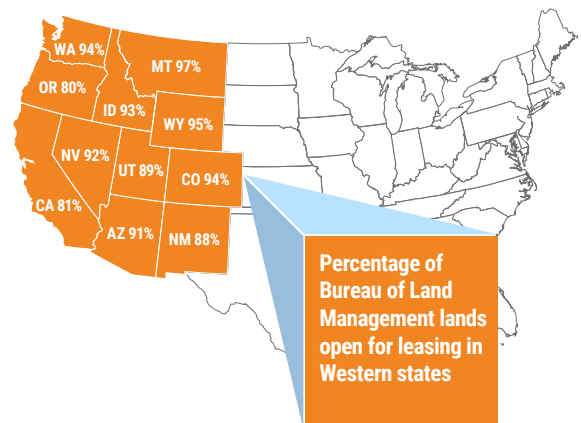 WA 94%
MT 97%
OR 80%
ID 93%
WY 95%
NV 92%
UT 89%
CO 94%
CA 81%
AZ 91%
NM 88%
Percentage of
Bureau of Land
Management lands
open for leasing in
Western states